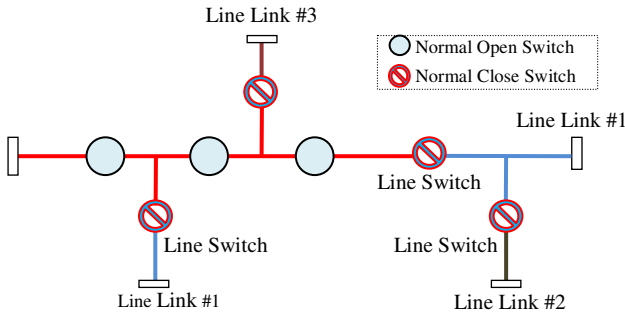 Line Link #3
Normal Open Switch
Normal Close Switch
Line Link #1
Line Switch
Line Switch
Line Switch
Line Link #1
Line Link #2